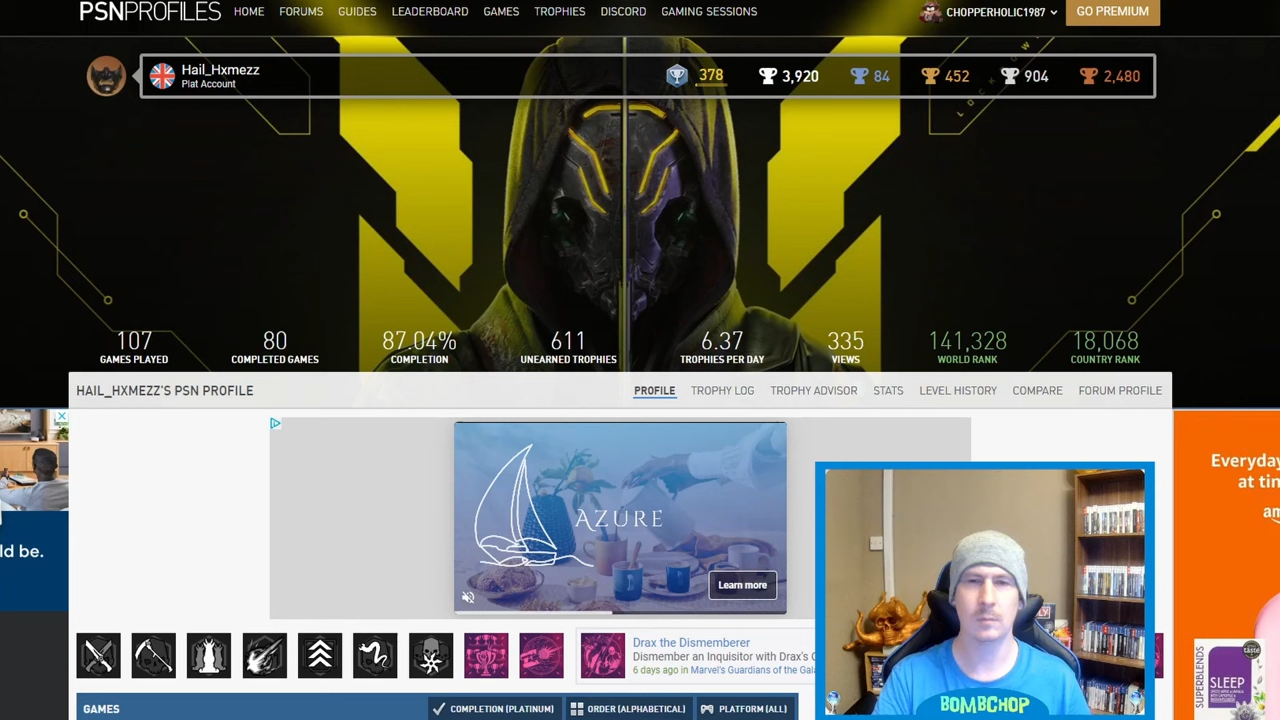 PSNPROFILES HOME FORUMS GUIDES LEADERBOARD GAMES TROPHIES DISCORD GAMING SESSIONS CHOPPERHOLIC1987 GO PREMIUM
Hail_Hxmezz
Plat Account
378 3,920 84 452 904 2,480
107 80 87.04% 611 6.37 335 141,328 18,068
GAMES PLAYED COMPLETED GAMES COMPLETION UNEARNED TROPHIES TROPHIES PER DAY VIEWS WORLD RANK COUNTRY RANK
HAIL_HXMEZZ'S PSN PROFILE PROFILE TROPHY LOG TROPHY ADVISOR STATS LEVEL HISTORY COMPARE FORUM PROFILE
Everyday
at tin
am
AZURE
ld be.
Learn more
Drax the Dismemberer
Dismember an Inquisitor with Drax's
6 days ago in Marvel's Guardians of the Gala
SUPERBLENDS
SLEEP
BOMBCHOP
GAMES COMPLETION (PLATINUM) ORDER (ALPHABETICAL) PLATFORM (ALL)